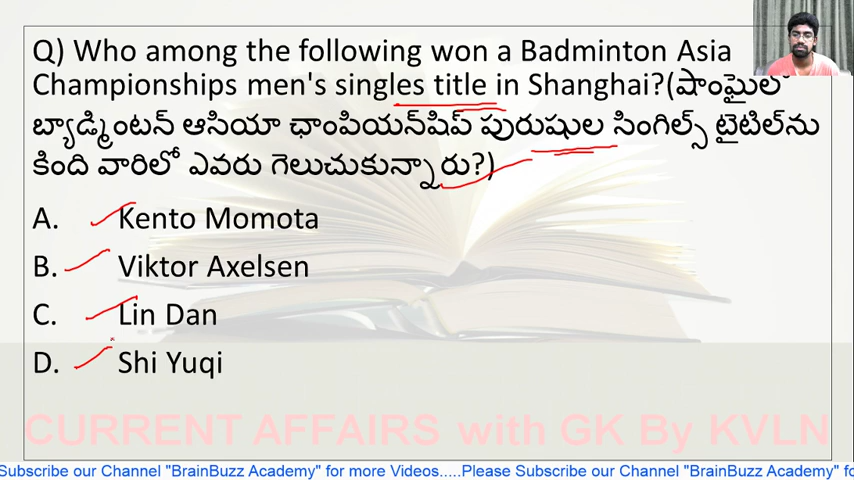 Q) Who among the following won a Badminton Asia
Championships men's singles title in Shanghai?(షాంఘైలో
బ్యాడ్మింటన్ ఆసియా ఛాంపియన్‌షిప్ పురుషుల సింగిల్స్ టైటిల్‌ను
కింది వారిలో ఎవరు గెలుచుకున్నారు?)
A. Kento Momota
B. Viktor Axelsen
C. Lin Dan
D. Shi Yuqi
CURRENT AFFAIRS with GK By KVLN
Subscribe our Channel "BrainBuzz Academy" for more Videos.....Please Subscribe our Channel "BrainBuzz Academy" fo